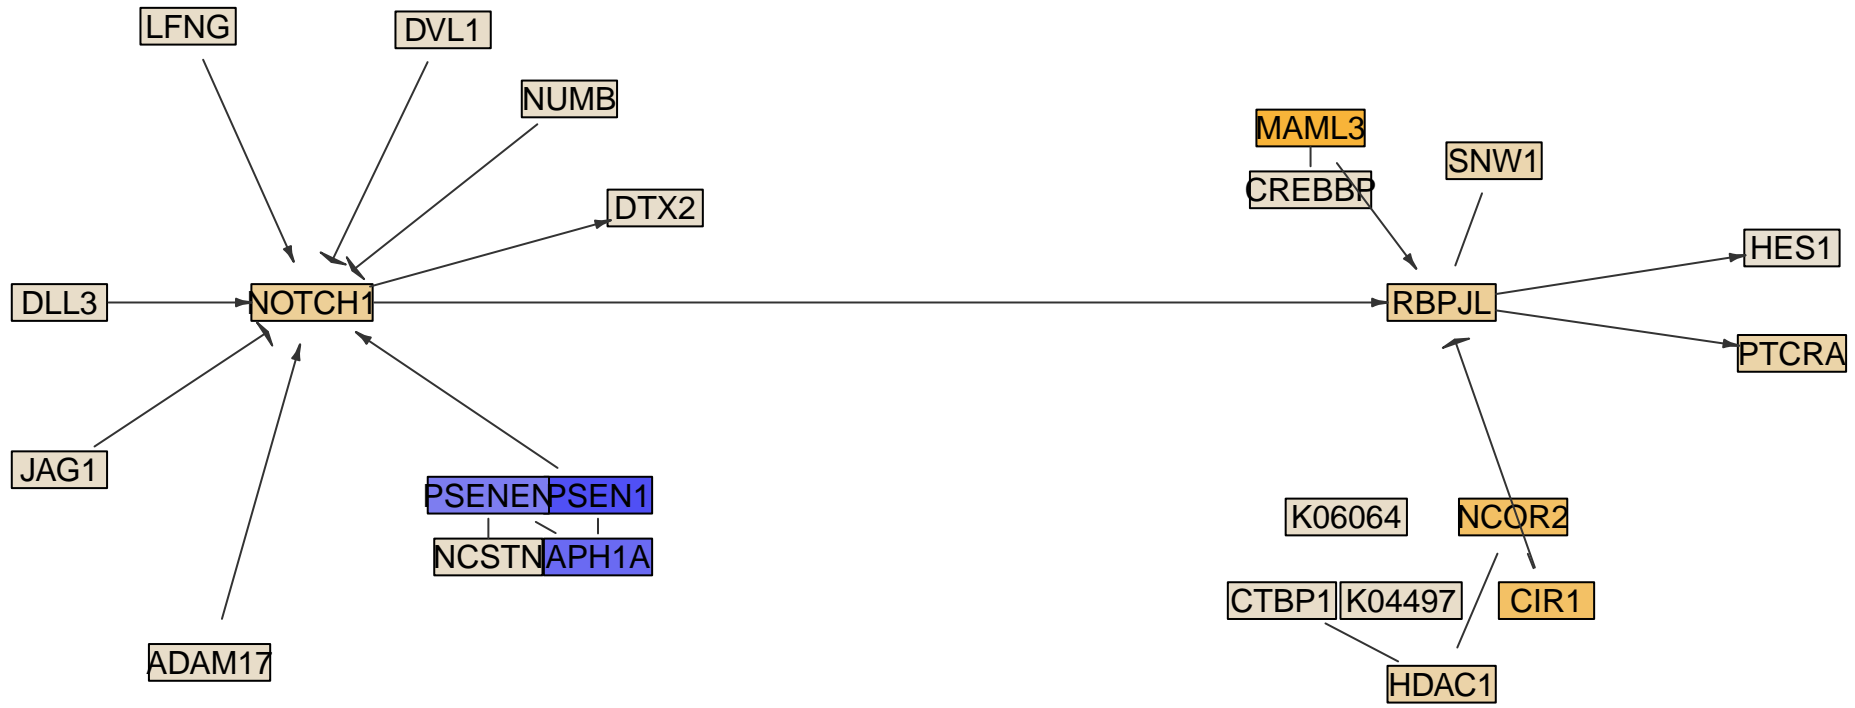 LFNG
DVL1
NUMB
MAML3
SNW1
CREBBP
DTX2
HES1
DLL3
NOTCH1
RBPJL
PTCRA
JAG1
PSENEN
PSEN1
K06064
NCOR2
NCSTN
APH1A
CTBP1
K04497
CIR1
ADAM17
HDAC1